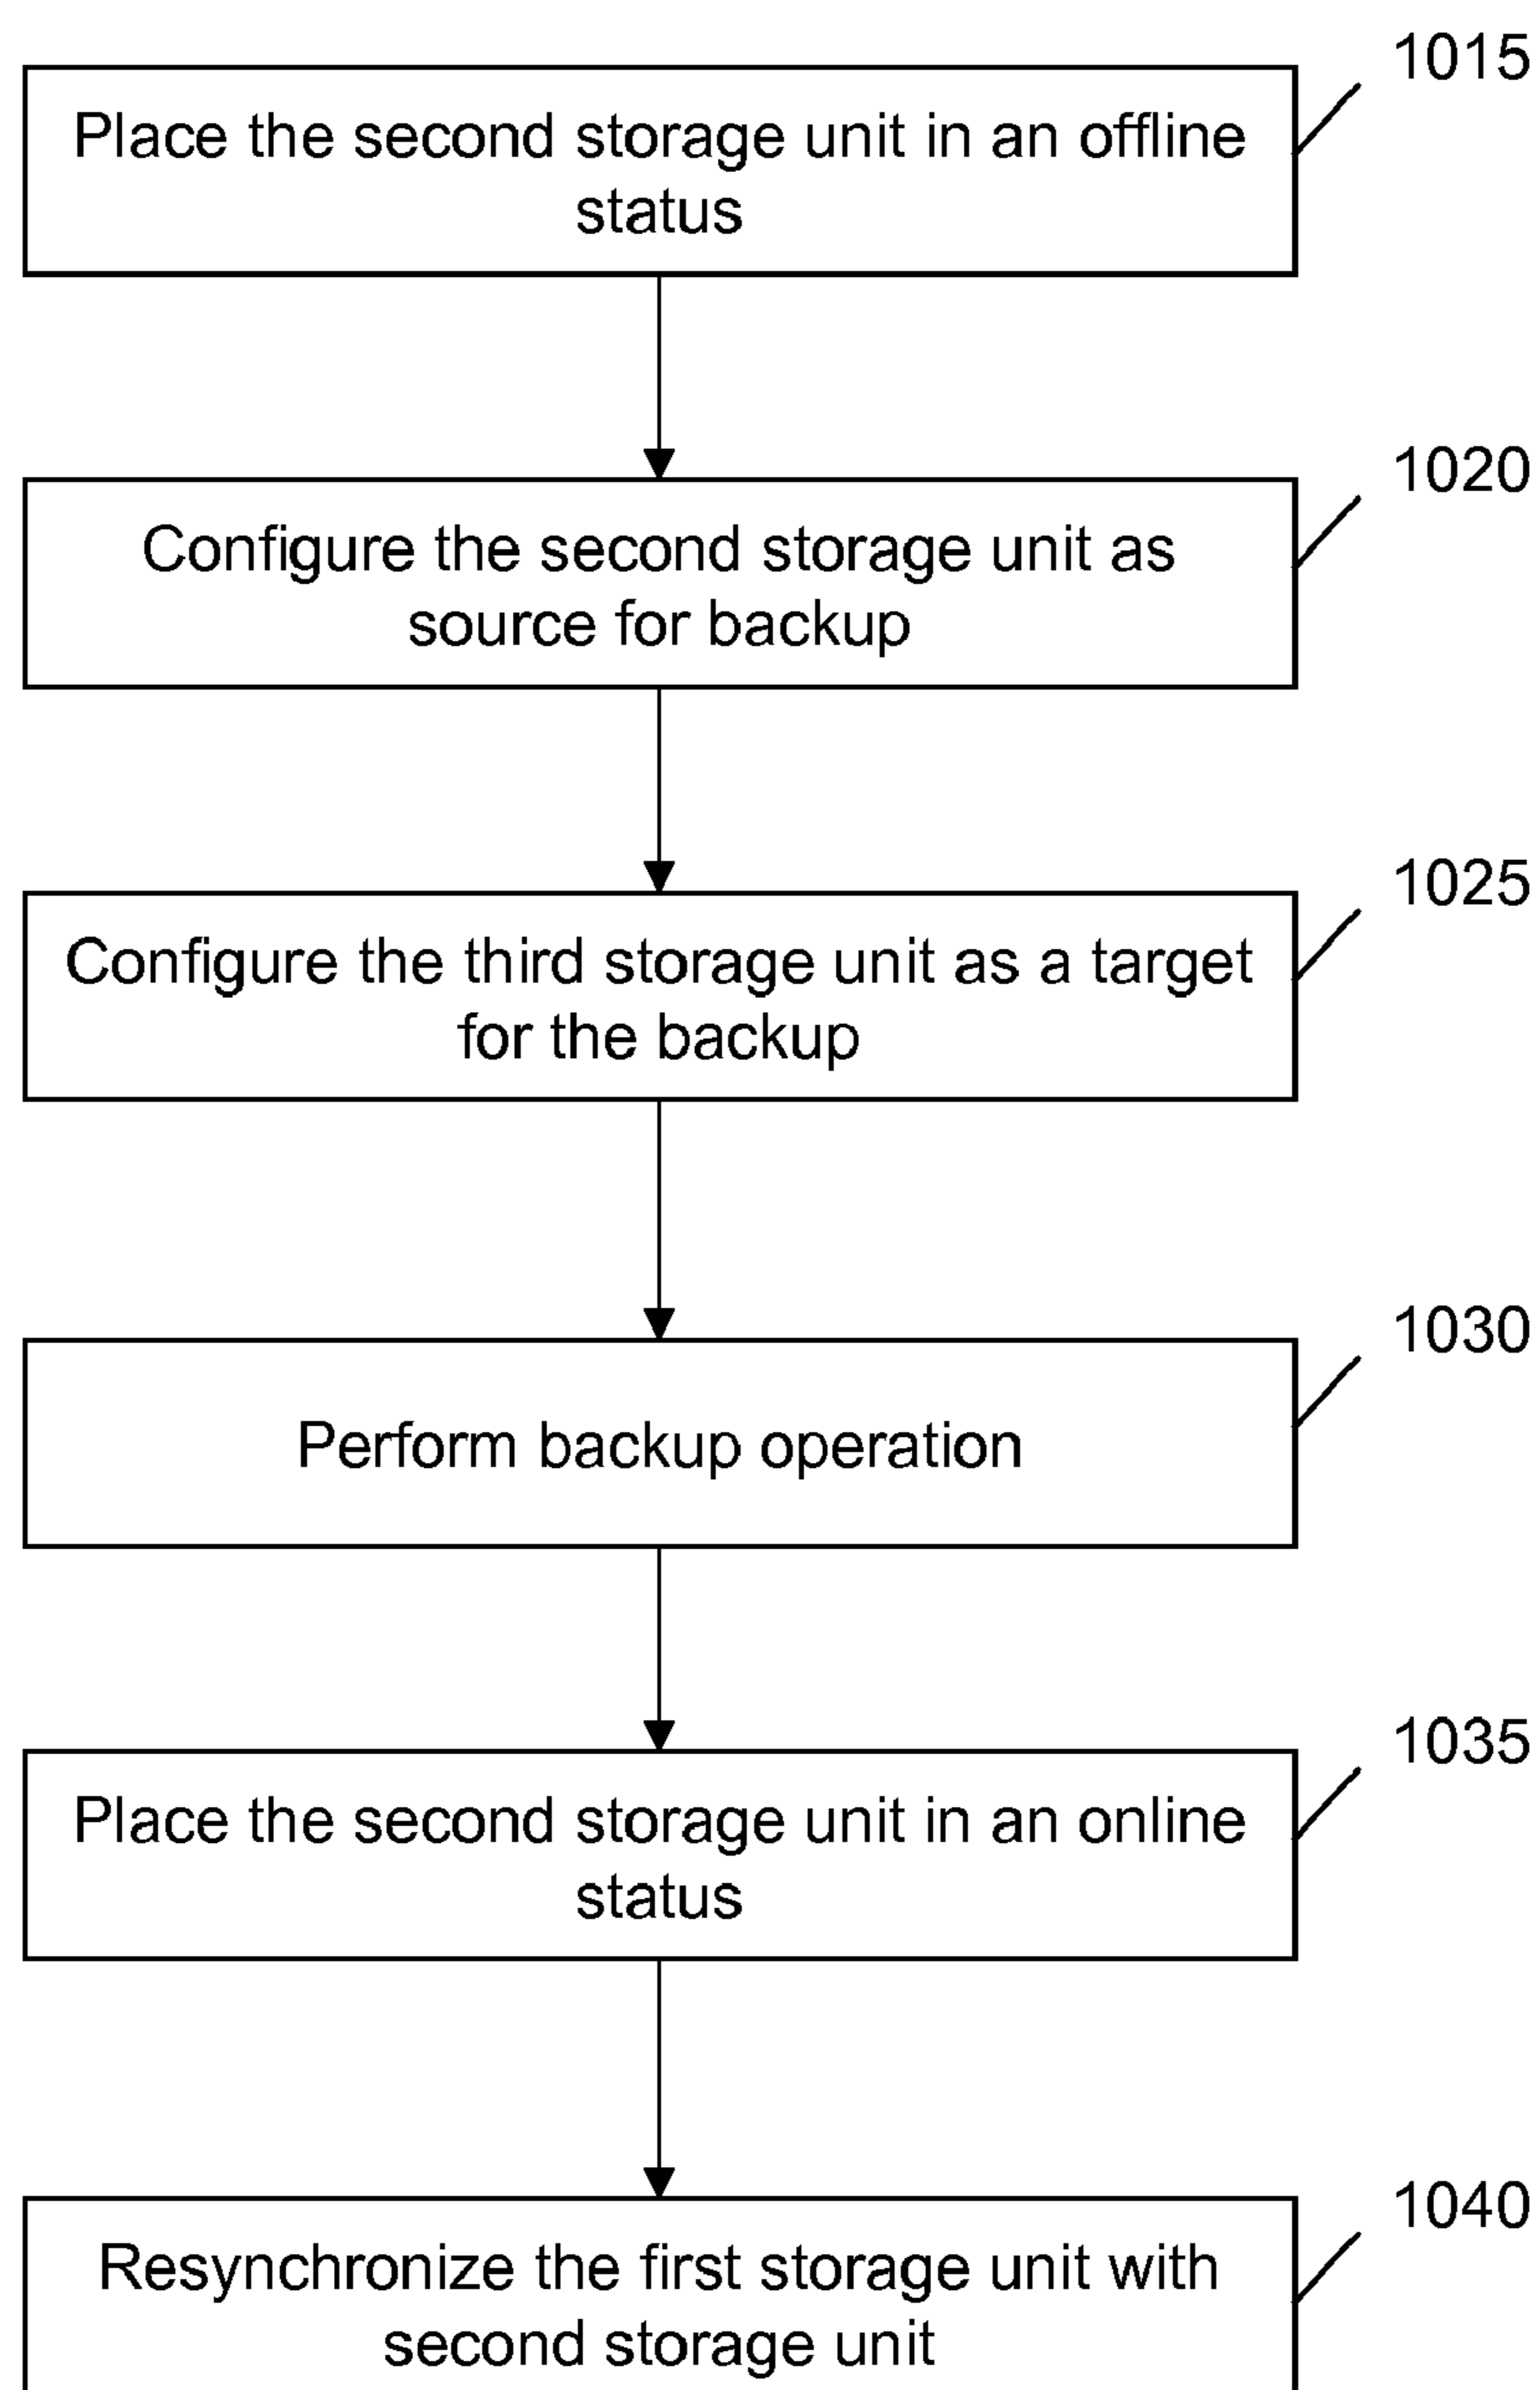 1015
Place the second storage unit in an offline
status
1020
Configure the second storage unit as
source for backup
1025
Configure the third storage unit as a target
for the backup
1030
Perform backup operation
1035
Place the second storage unit in an online
status
1040
Resynchronize the first storage unit with
second storage unit